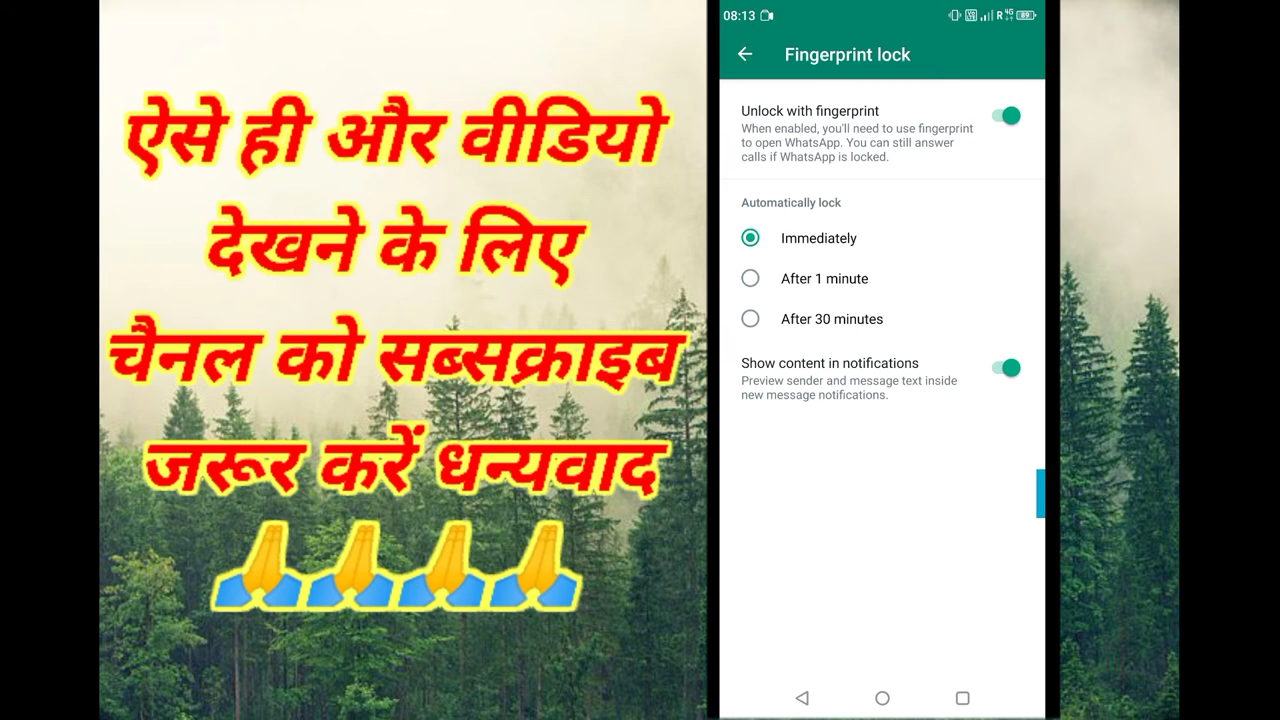 ऐसे ही और वीडियो
देखने के लिए
चैनल को सब्सक्राइब
जरूर करें धन्यवाद
🙏🙏🙏🙏
08:13
R 4G 89
Fingerprint lock
Unlock with fingerprint
When enabled, you'll need to use fingerprint
to open WhatsApp. You can still answer
calls if WhatsApp is locked.
Automatically lock
Immediately
After 1 minute
After 30 minutes
Show content in notifications
Preview sender and message text inside
new message notifications.